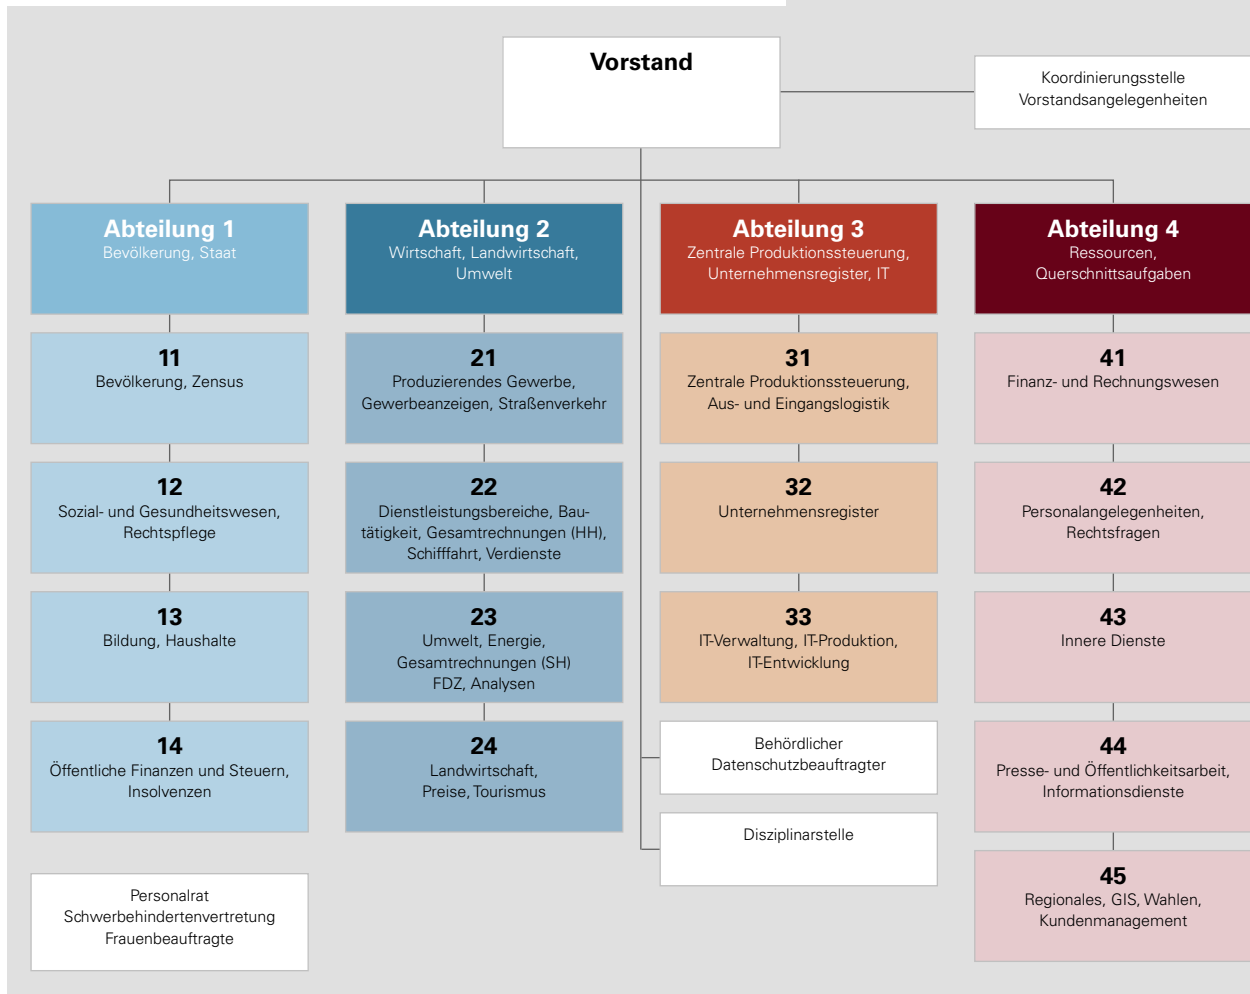 Vorstand
Koordinierungsstelle
Vorstandsangelegenheiten
Abteilung 1
Bevölkerung, Staat
Abteilung 2
Wirtschaft, Landwirtschaft,
Umwelt
Abteilung 3
Zentrale Produktionssteuerung,
Unternehmensregister, IT
Abteilung 4
Ressourcen,
Querschnittsaufgaben
11
Bevölkerung, Zensus
21
Produzierendes Gewerbe,
Gewerbeanzeigen, Straßenverkehr
31
Zentrale Produktionssteuerung,
Aus- und Eingangslogistik
41
Finanz- und Rechnungswesen
12
Sozial- und Gesundheitswesen,
Rechtspflege
22
Dienstleistungsbereiche, Bau-
tätigkeit, Gesamtrechnungen (HH),
Schifffahrt, Verdienste
32
Unternehmensregister
42
Personalangelegenheiten,
Rechtsfragen
13
Bildung, Haushalte
23
Umwelt, Energie,
Gesamtrechnungen (SH)
FDZ, Analysen
33
IT-Verwaltung, IT-Produktion,
IT-Entwicklung
43
Innere Dienste
14
Öffentliche Finanzen und Steuern,
Insolvenzen
24
Landwirtschaft,
Preise, Tourismus
Behördlicher
Datenschutzbeauftragter
44
Presse- und Öffentlichkeitsarbeit,
Informationsdienste
Disziplinarstelle
45
Regionales, GIS, Wahlen,
Kundenmanagement
Personalrat
Schwerbehindertenvertretung
Frauenbeauftragte